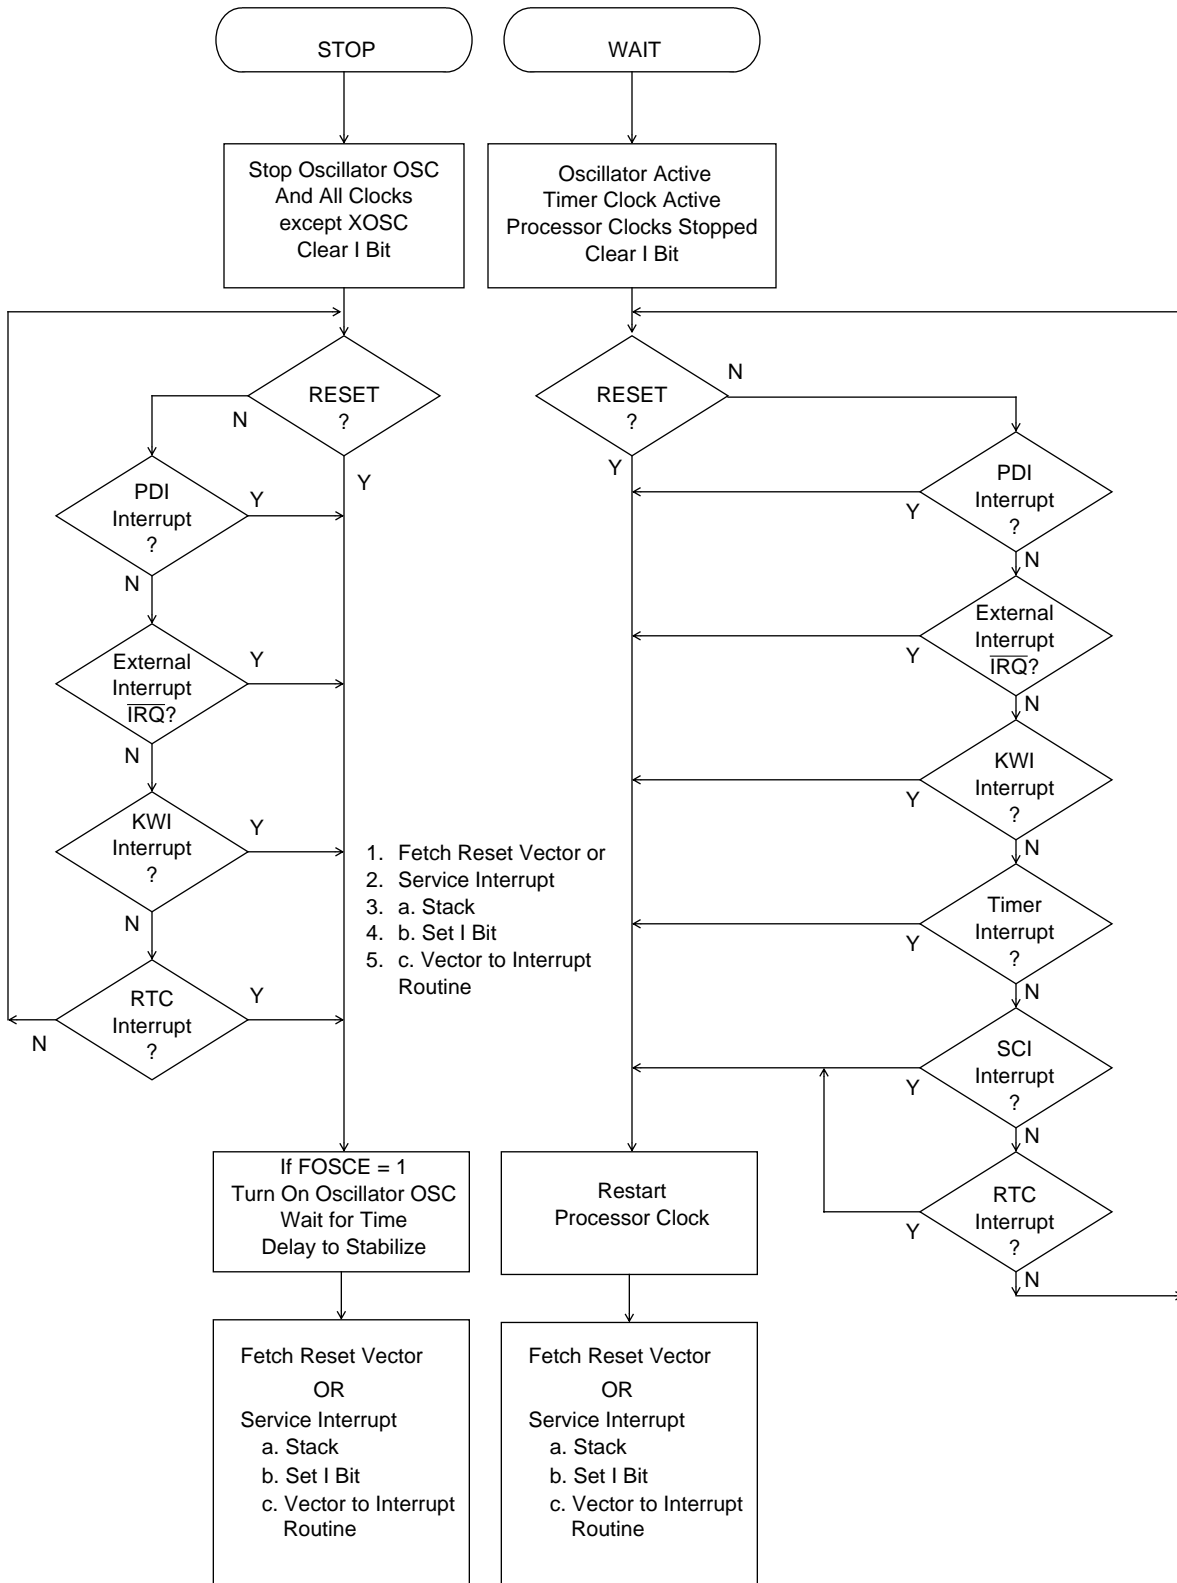 STOP
WAIT
Stop Oscillator OSC
And All Clocks
except XOSC
Clear I Bit
Oscillator Active
Timer Clock Active
Processor Clocks Stopped
Clear I Bit
RESET
?
N
Y
RESET
?
N
Y
PDI
Interrupt
?
Y
N
PDI
Interrupt
?
Y
N
External
Interrupt
IRQ?
Y
N
External
Interrupt
IRQ?
Y
N
KWI
Interrupt
?
Y
N
KWI
Interrupt
?
Y
N
1. Fetch Reset Vector or
2. Service Interrupt
3. a. Stack
4. b. Set I Bit
5. c. Vector to Interrupt
Routine
Timer
Interrupt
?
Y
N
RTC
Interrupt
?
Y
N
SCI
Interrupt
?
Y
N
RTC
Interrupt
?
Y
N
If FOSCE = 1
Turn On Oscillator OSC
Wait for Time
Delay to Stabilize
Restart
Processor Clock
Fetch Reset Vector
OR
Service Interrupt
a. Stack
b. Set I Bit
c. Vector to Interrupt
Routine
Fetch Reset Vector
OR
Service Interrupt
a. Stack
b. Set I Bit
c. Vector to Interrupt
Routine